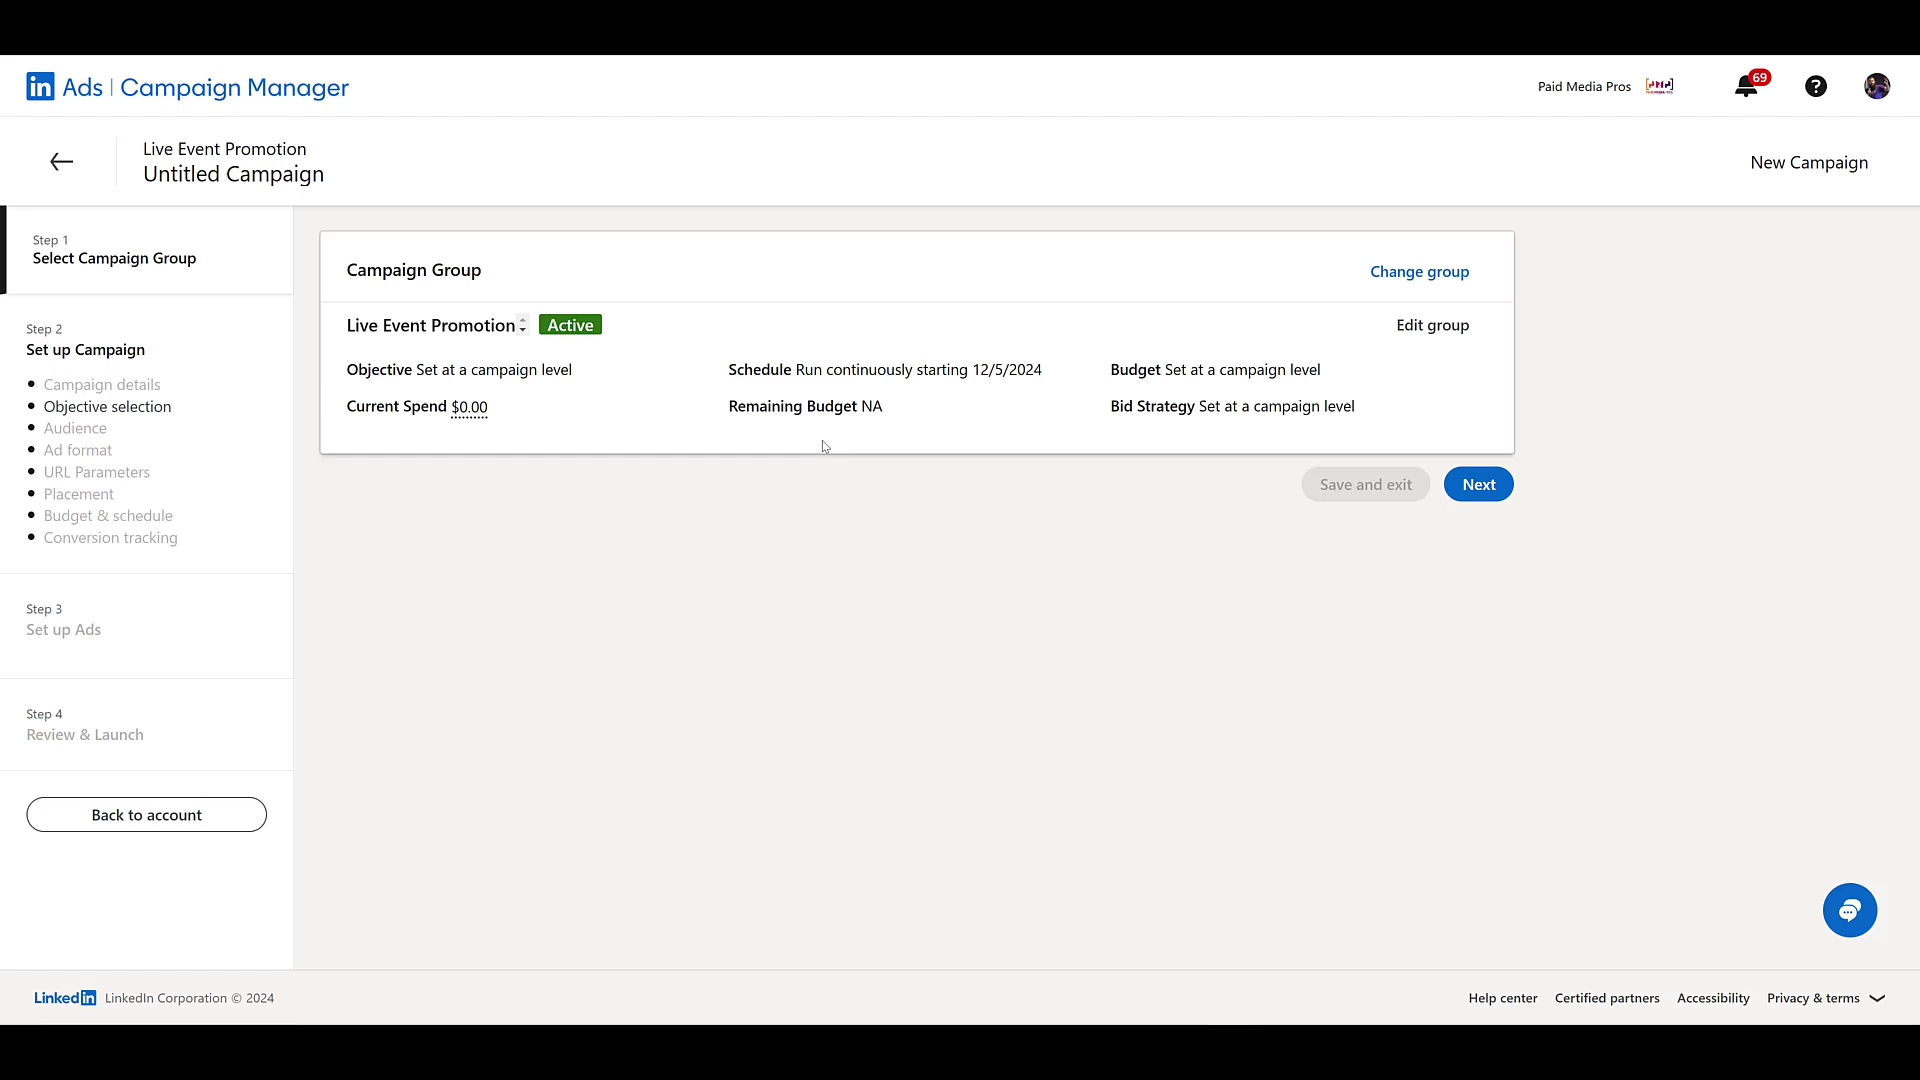 in Ads | Campaign Manager
Paid Media Pros
69
?
Live Event Promotion
Untitled Campaign
New Campaign
Step 1
Select Campaign Group
Step 2
Set up Campaign
Campaign details
Objective selection
Audience
Ad format
URL Parameters
Placement
Budget & schedule
Conversion tracking
Step 3
Set up Ads
Step 4
Review & Launch
Back to account
Campaign Group
Change group
Live Event Promotion
Active
Edit group
Objective Set at a campaign level
Schedule Run continuously starting 12/5/2024
Budget Set at a campaign level
Current Spend $0.00
Remaining Budget NA
Bid Strategy Set at a campaign level
Save and exit
Next
LinkedIn LinkedIn Corporation © 2024
Help center
Certified partners
Accessibility
Privacy & terms